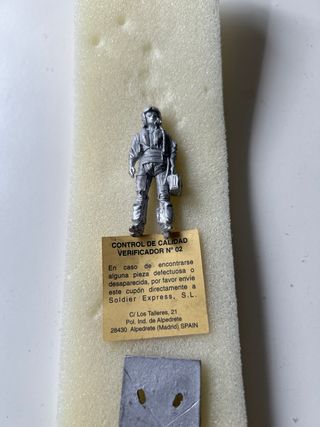 CONTROL DE CALIDAD
VERIFICADOR Nº 02
En caso de encontrarse
alguna pieza defectuosa o
desaparecida, por favor envie
este cupón directamente a
Soldier Express, S.L.
C/ Los Talleres, 21
Pol. Ind. de Alpedrete
28430 Alpedrete (Madrid) SPAIN